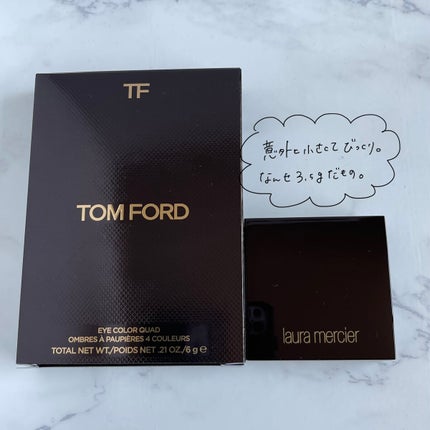 TF
TOM FORD
EYE COLOR QUAD
OMBRES À PAUPIÈRES 4 COULEURS
TOTAL NET WT./POIDS NET .21 OZ./6 g e
意外と小さくてびっくり。
なんせ3.5gだもの。
laura mercier